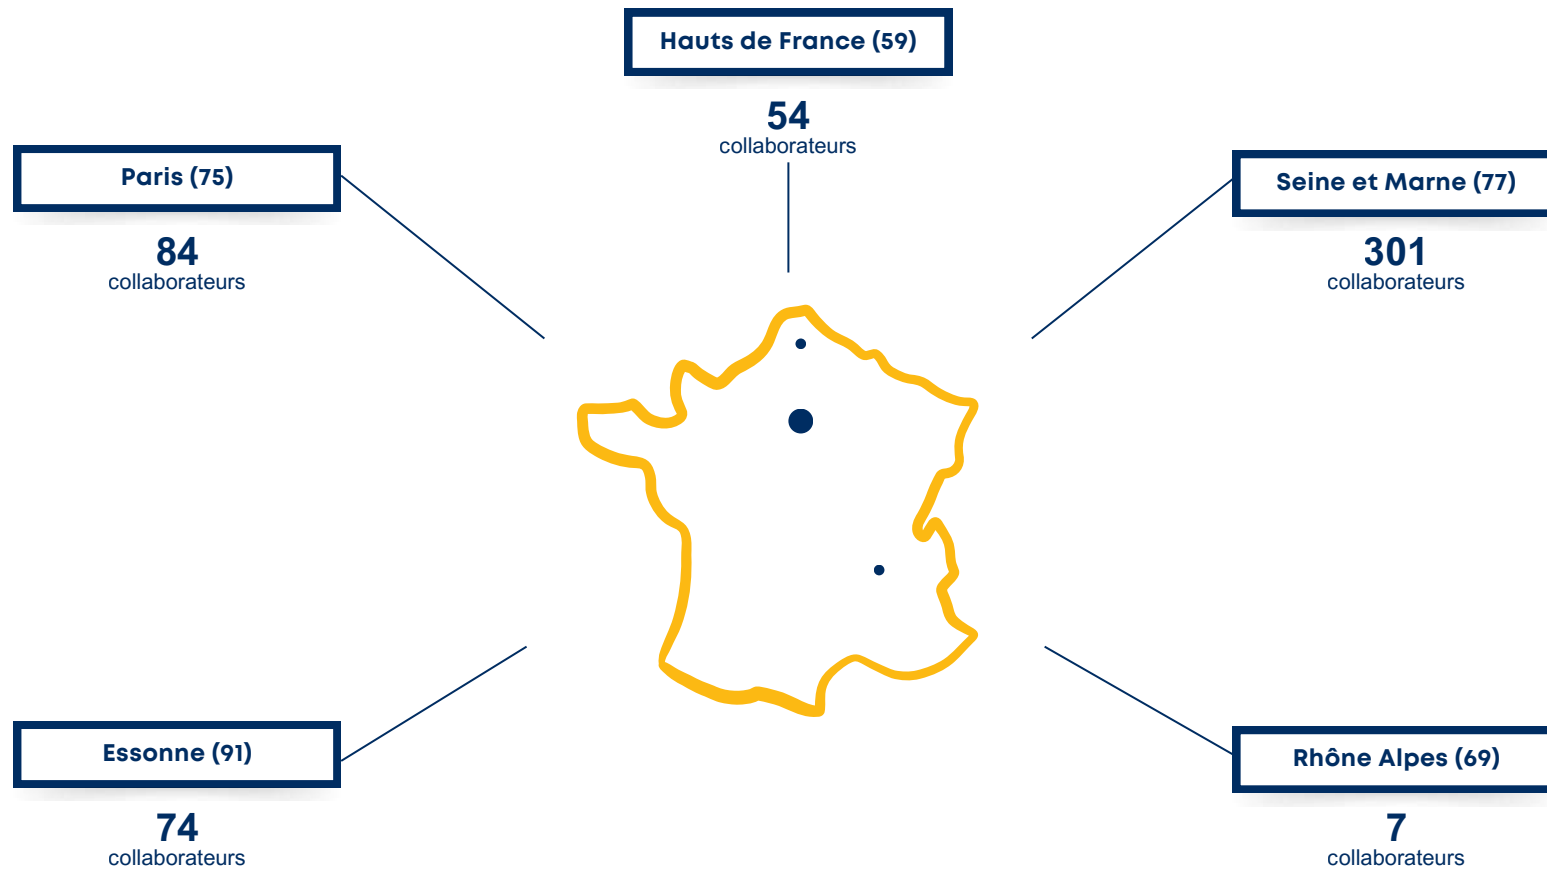 Hauts de France (59)
54
collaborateurs
Paris (75)
84
collaborateurs
Seine et Marne (77)
301
collaborateurs
Essonne (91)
74
collaborateurs
Rhône Alpes (69)
7
collaborateurs